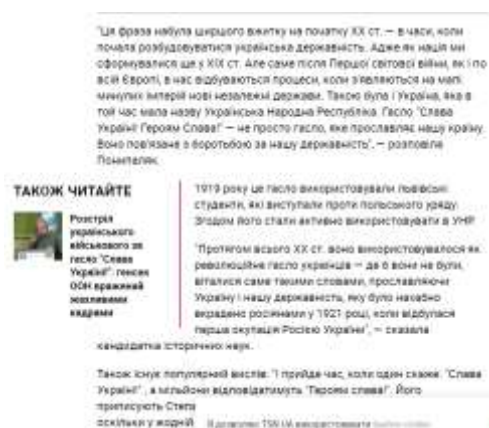 "Ця фраза набула ширшого вжитку на початку ХХ ст. — в часи, коли
почала розбудовуватися українська державність. Адже як нація ми
сформувалися ще у ХІХ ст. Але саме після Першої світової війни, як і по
всій Європі, в нас відбуваються процеси, коли з'являються на мапі
минулих імперій нові незалежні держави. Такою була і Україна, яка в
той час мала назву Українська Народна Республіка. Гасло "Слава
Україні! Героям Слава!" — не просто гасло, яке прославляє нашу країну.
Воно пов'язане з боротьбою за нашу державність", — розповіла
Понипаляк.
ТАКОЖ ЧИТАЙТЕ
Розстріл
українського
військового за
гасло "Слава
Україні": генсек
ООН вражений
жахливими
кадрами
1919 року це гасло використовували львівські
студенти, які виступали проти польського уряду.
Згодом його стали активно використовувати в УНР.
"Протягом всього ХХ ст. воно використовувалося як
революційне гасло українців — де б вони не були,
віталися саме такими словами, прославляючи
Україну і нашу державність, яку було нахабно
вкрадено росіянами у 1921 році, коли відбулася
перша окупація Росією України", — сказала
кандидатка історичних наук.
Також існує популярний вислів: "І прийде час, коли один скаже: "Слава
Україні!" , а мільйони відповідатимуть "Героям слава!". Його
приписують Степа
оскільки у жодній
Я дозволяю TSN.UA використовувати